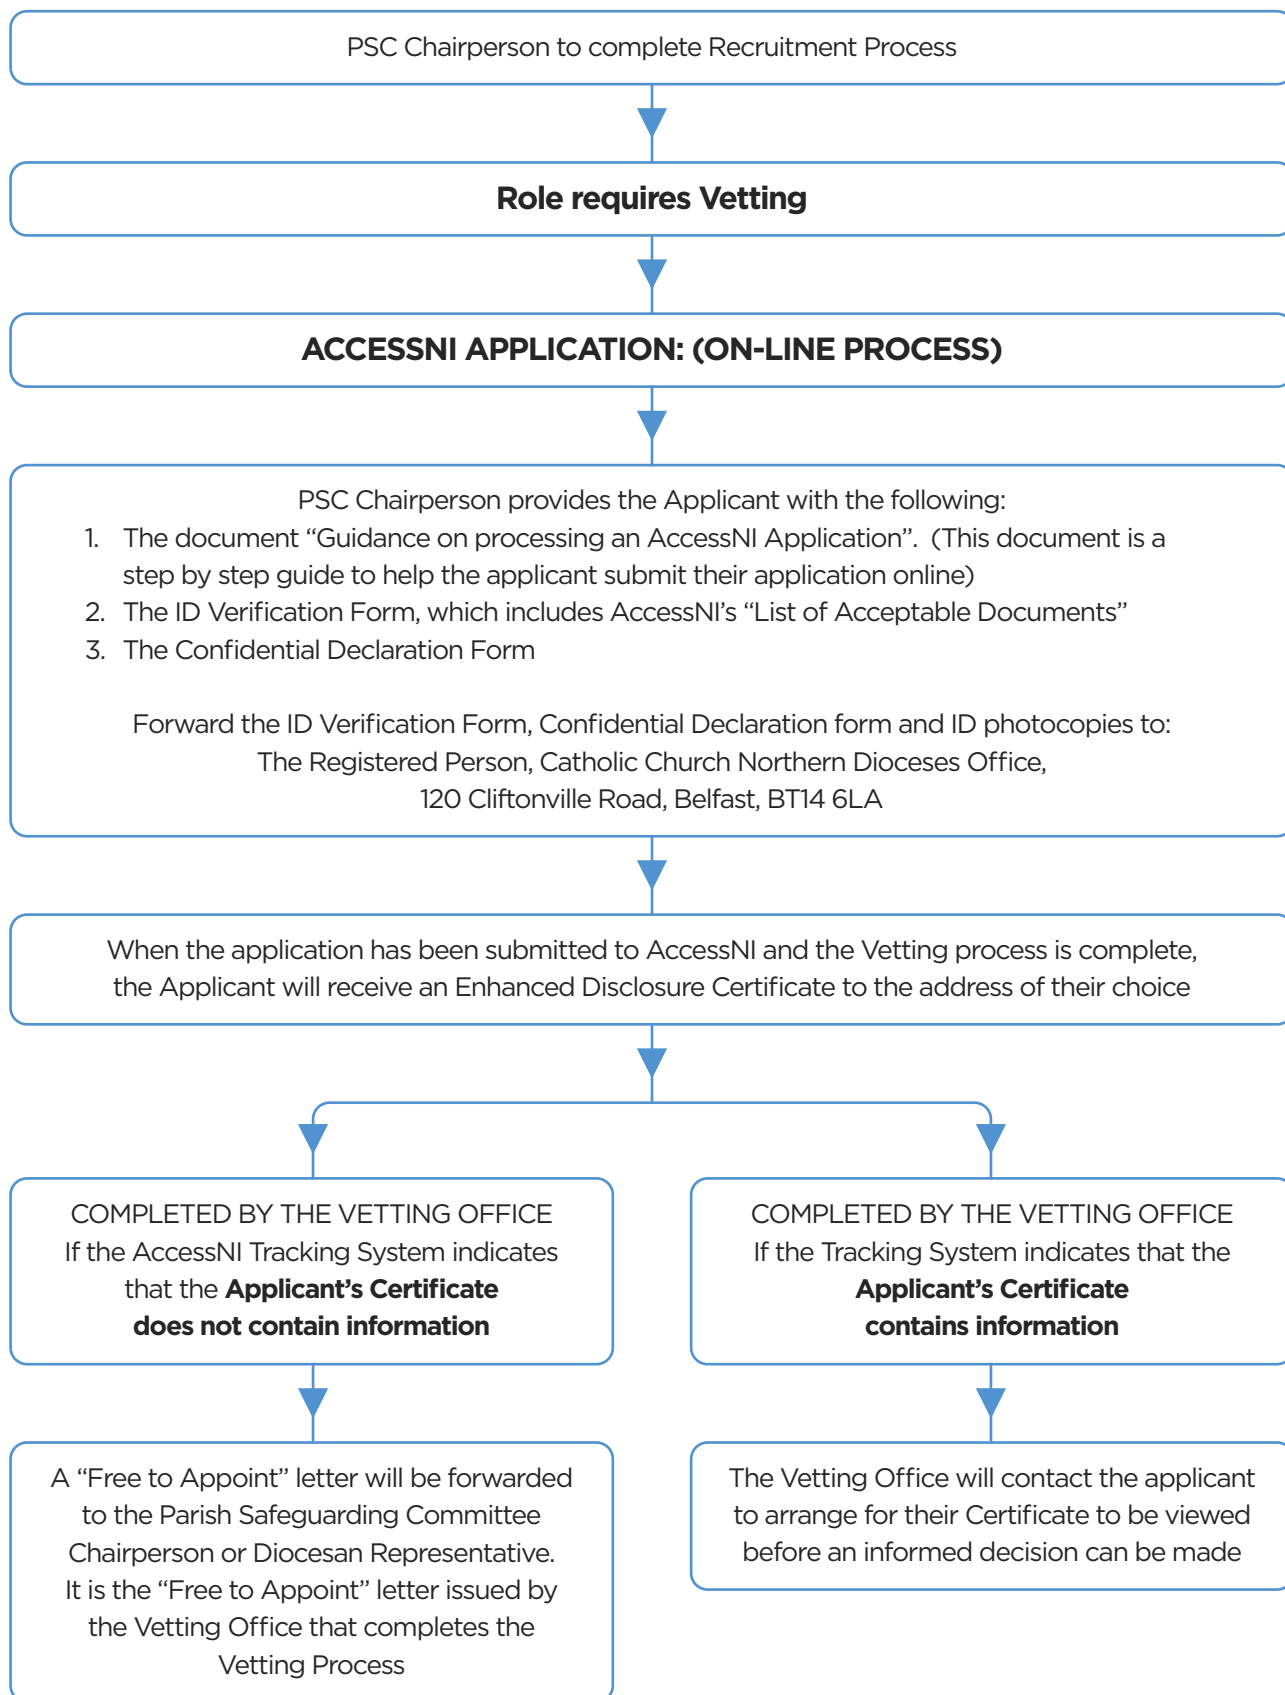 PSC Chairperson to complete Recruitment Process
Role requires Vetting
ACCESSNI APPLICATION: (ON-LINE PROCESS)
PSC Chairperson provides the Applicant with the following:
1. The document “Guidance on processing an AccessNI Application”. (This document is a
step by step guide to help the applicant submit their application online)
2. The ID Verification Form, which includes AccessNI’s “List of Acceptable Documents”
3. The Confidential Declaration Form
Forward the ID Verification Form, Confidential Declaration form and ID photocopies to:
The Registered Person, Catholic Church Northern Dioceses Office,
120 Cliftonville Road, Belfast, BT14 6LA
When the application has been submitted to AccessNI and the Vetting process is complete,
the Applicant will receive an Enhanced Disclosure Certificate to the address of their choice
COMPLETED BY THE VETTING OFFICE
If the AccessNI Tracking System indicates
that the Applicant’s Certificate
does not contain information
COMPLETED BY THE VETTING OFFICE
If the Tracking System indicates that the
Applicant’s Certificate
contains information
A “Free to Appoint” letter will be forwarded
to the Parish Safeguarding Committee
Chairperson or Diocesan Representative.
It is the “Free to Appoint” letter issued by
the Vetting Office that completes the
Vetting Process
The Vetting Office will contact the applicant
to arrange for their Certificate to be viewed
before an informed decision can be made